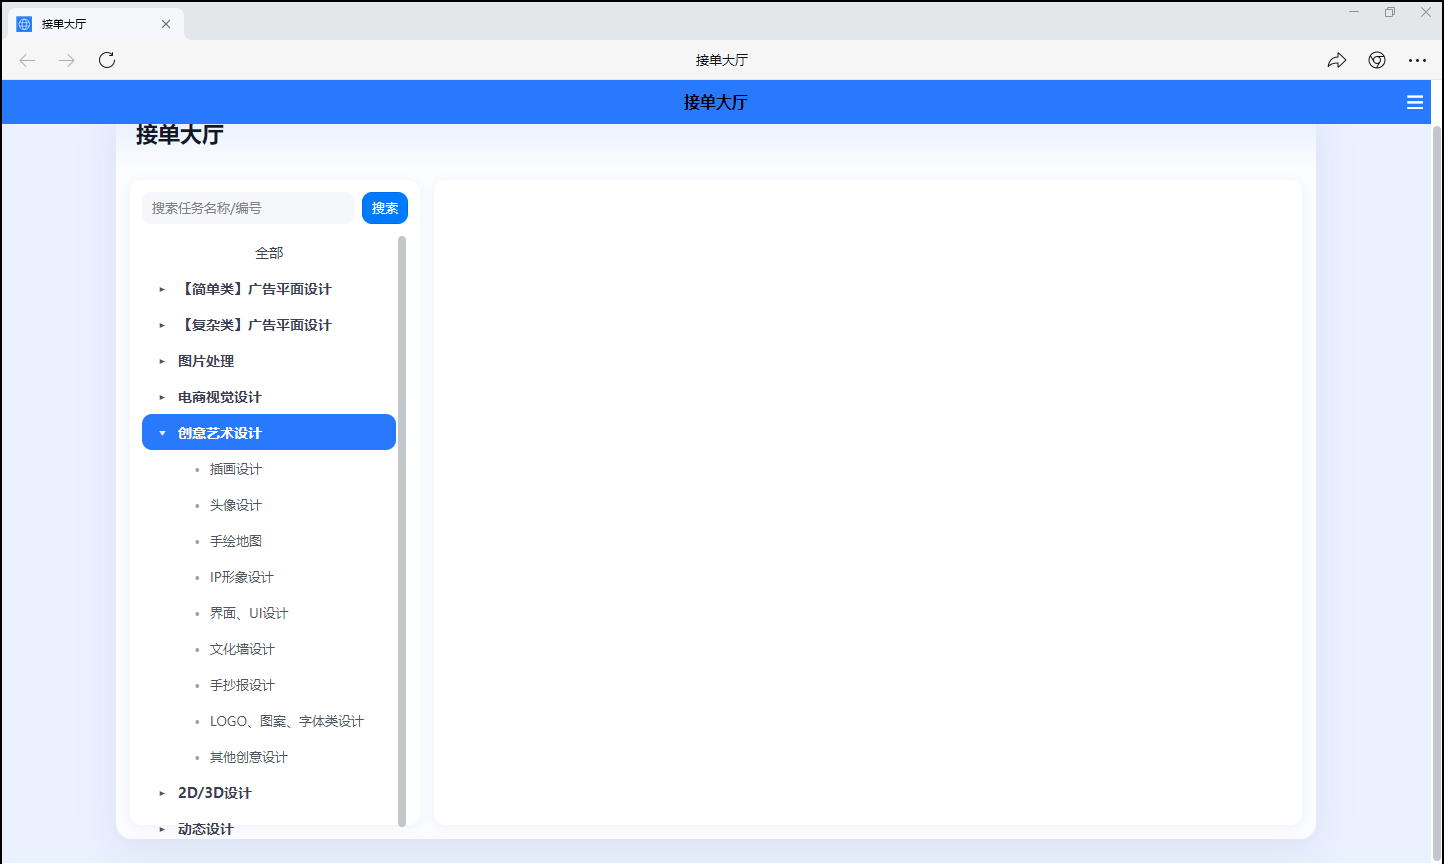 接单大厅
接单大厅
接单大厅
接单大厅
搜索任务名称/编号
搜索
全部
【简单类】广告平面设计
【复杂类】广告平面设计
图片处理
电商视觉设计
创意艺术设计
插画设计
头像设计
手绘地图
IP形象设计
界面、UI设计
文化墙设计
手抄报设计
LOGO、图案、字体类设计
其他创意设计
2D/3D设计
动态设计